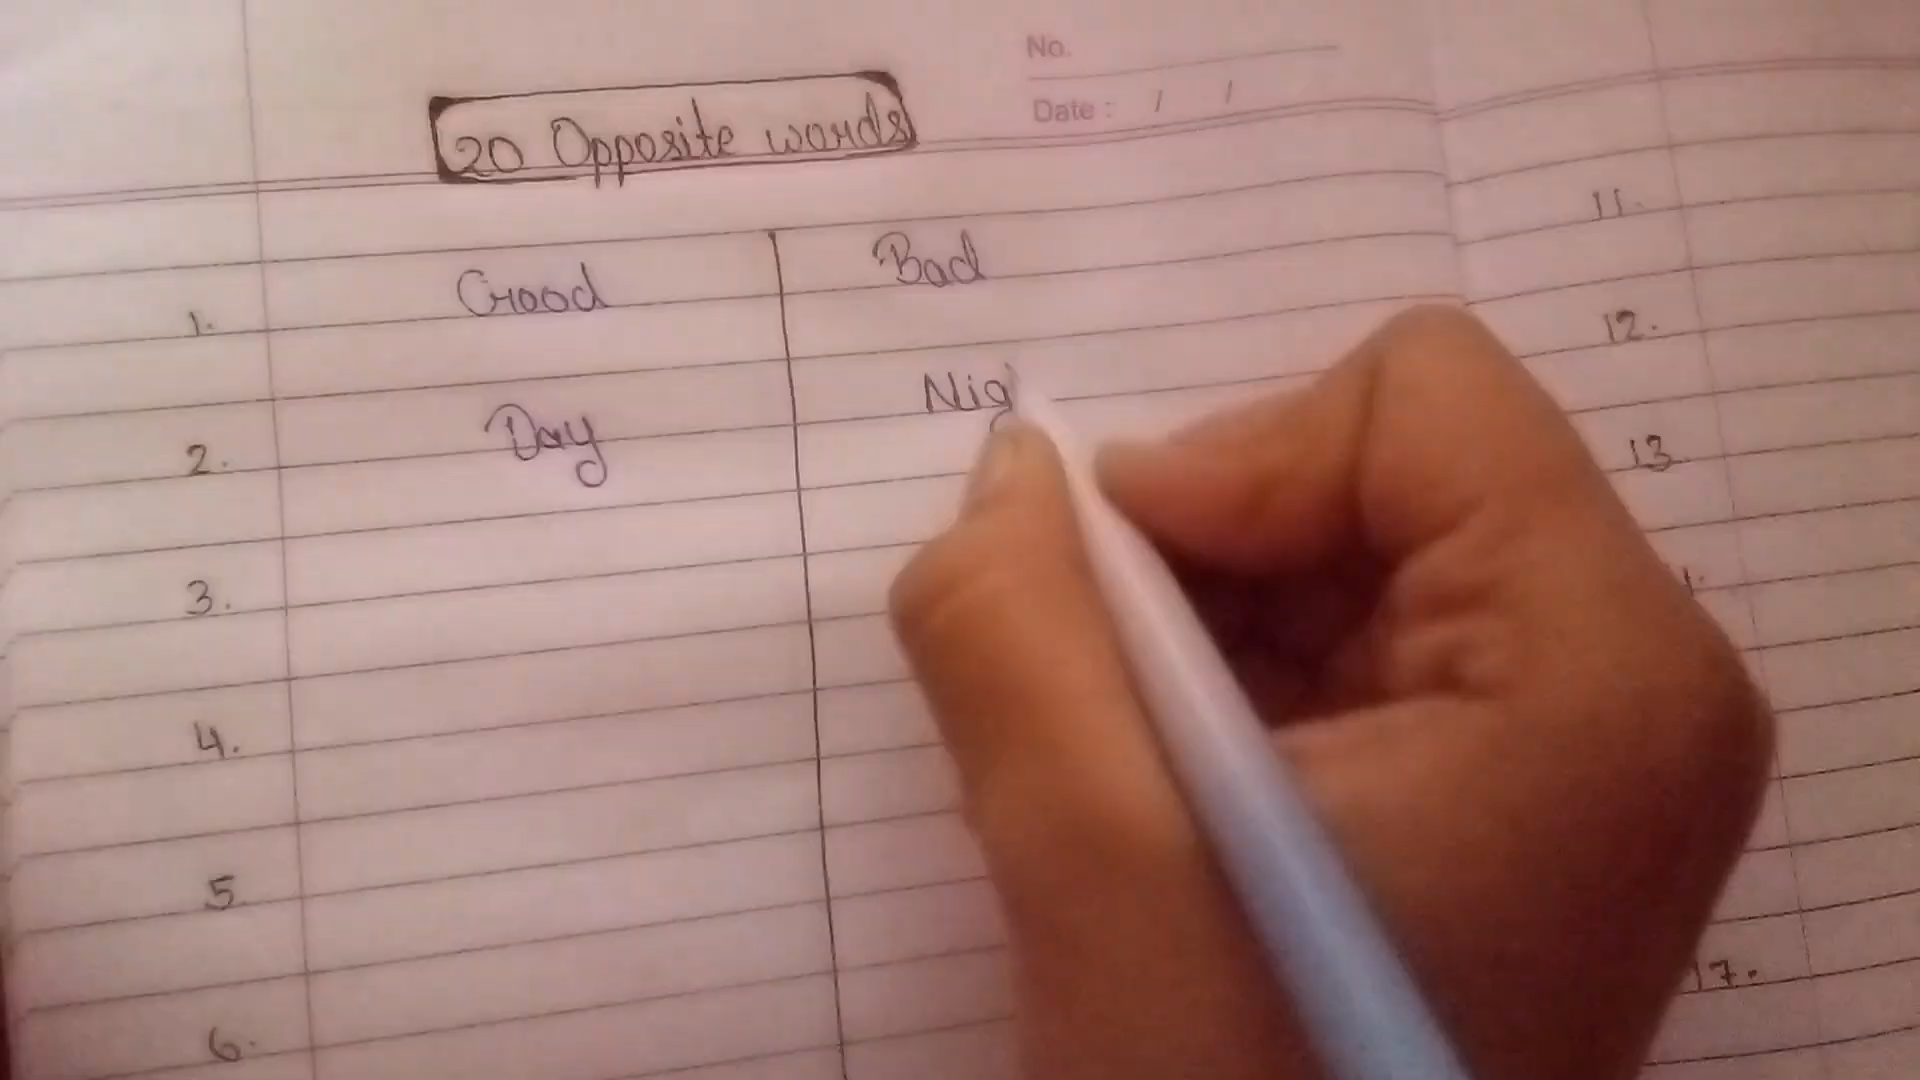 No.
Date : / /
20 Opposite words
1. Good Bad
2. Day Nig
3.
4.
5
6.
11.
12.
13.
17.